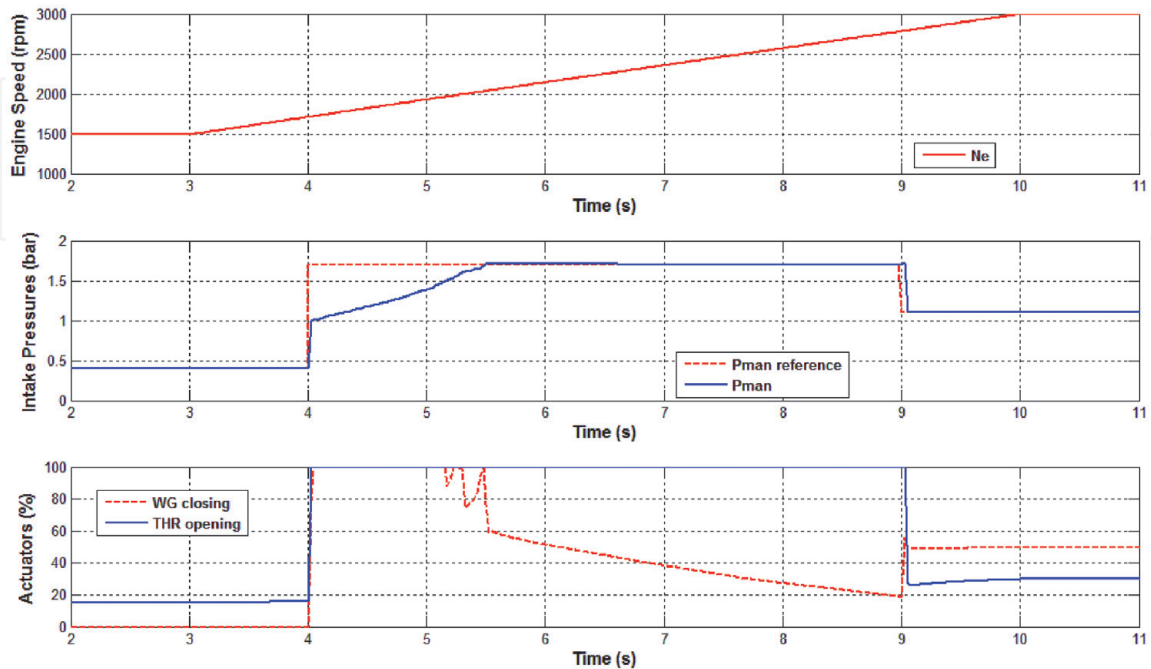 Engine Speed (rpm)
3000
2500
2000
1500
1000
Ne
2 3 4 5 6 7 8 9 10 11
Time (s)
Intake Pressures (bar)
2
1.5
1
0.5
0
Pman reference
Pman
2 3 4 5 6 7 8 9 10 11
Time (s)
Actuators (%)
100
80
60
40
20
0
WG closing
THR opening
2 3 4 5 6 7 8 9 10 11
Time (s)